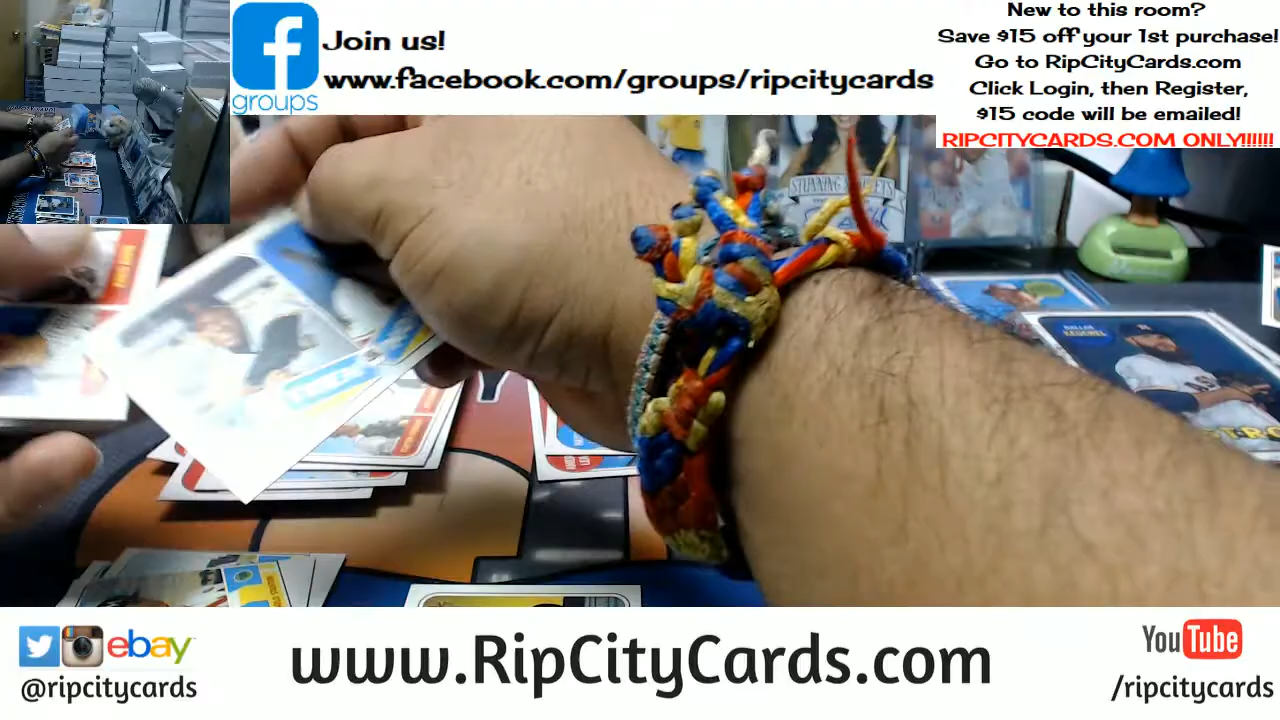 Join us!
www.facebook.com/groups/ripcitycards
groups
New to this room?
Save $15 off your 1st purchase!
Go to RipCityCards.com
Click Login, then Register,
$15 code will be emailed!
RIPCITYCARDS.COM ONLY!!!!!!
DALLAS
KEUCHEL
ebay
@ripcitycards
www.RipCityCards.com
YouTube
/ripcitycards